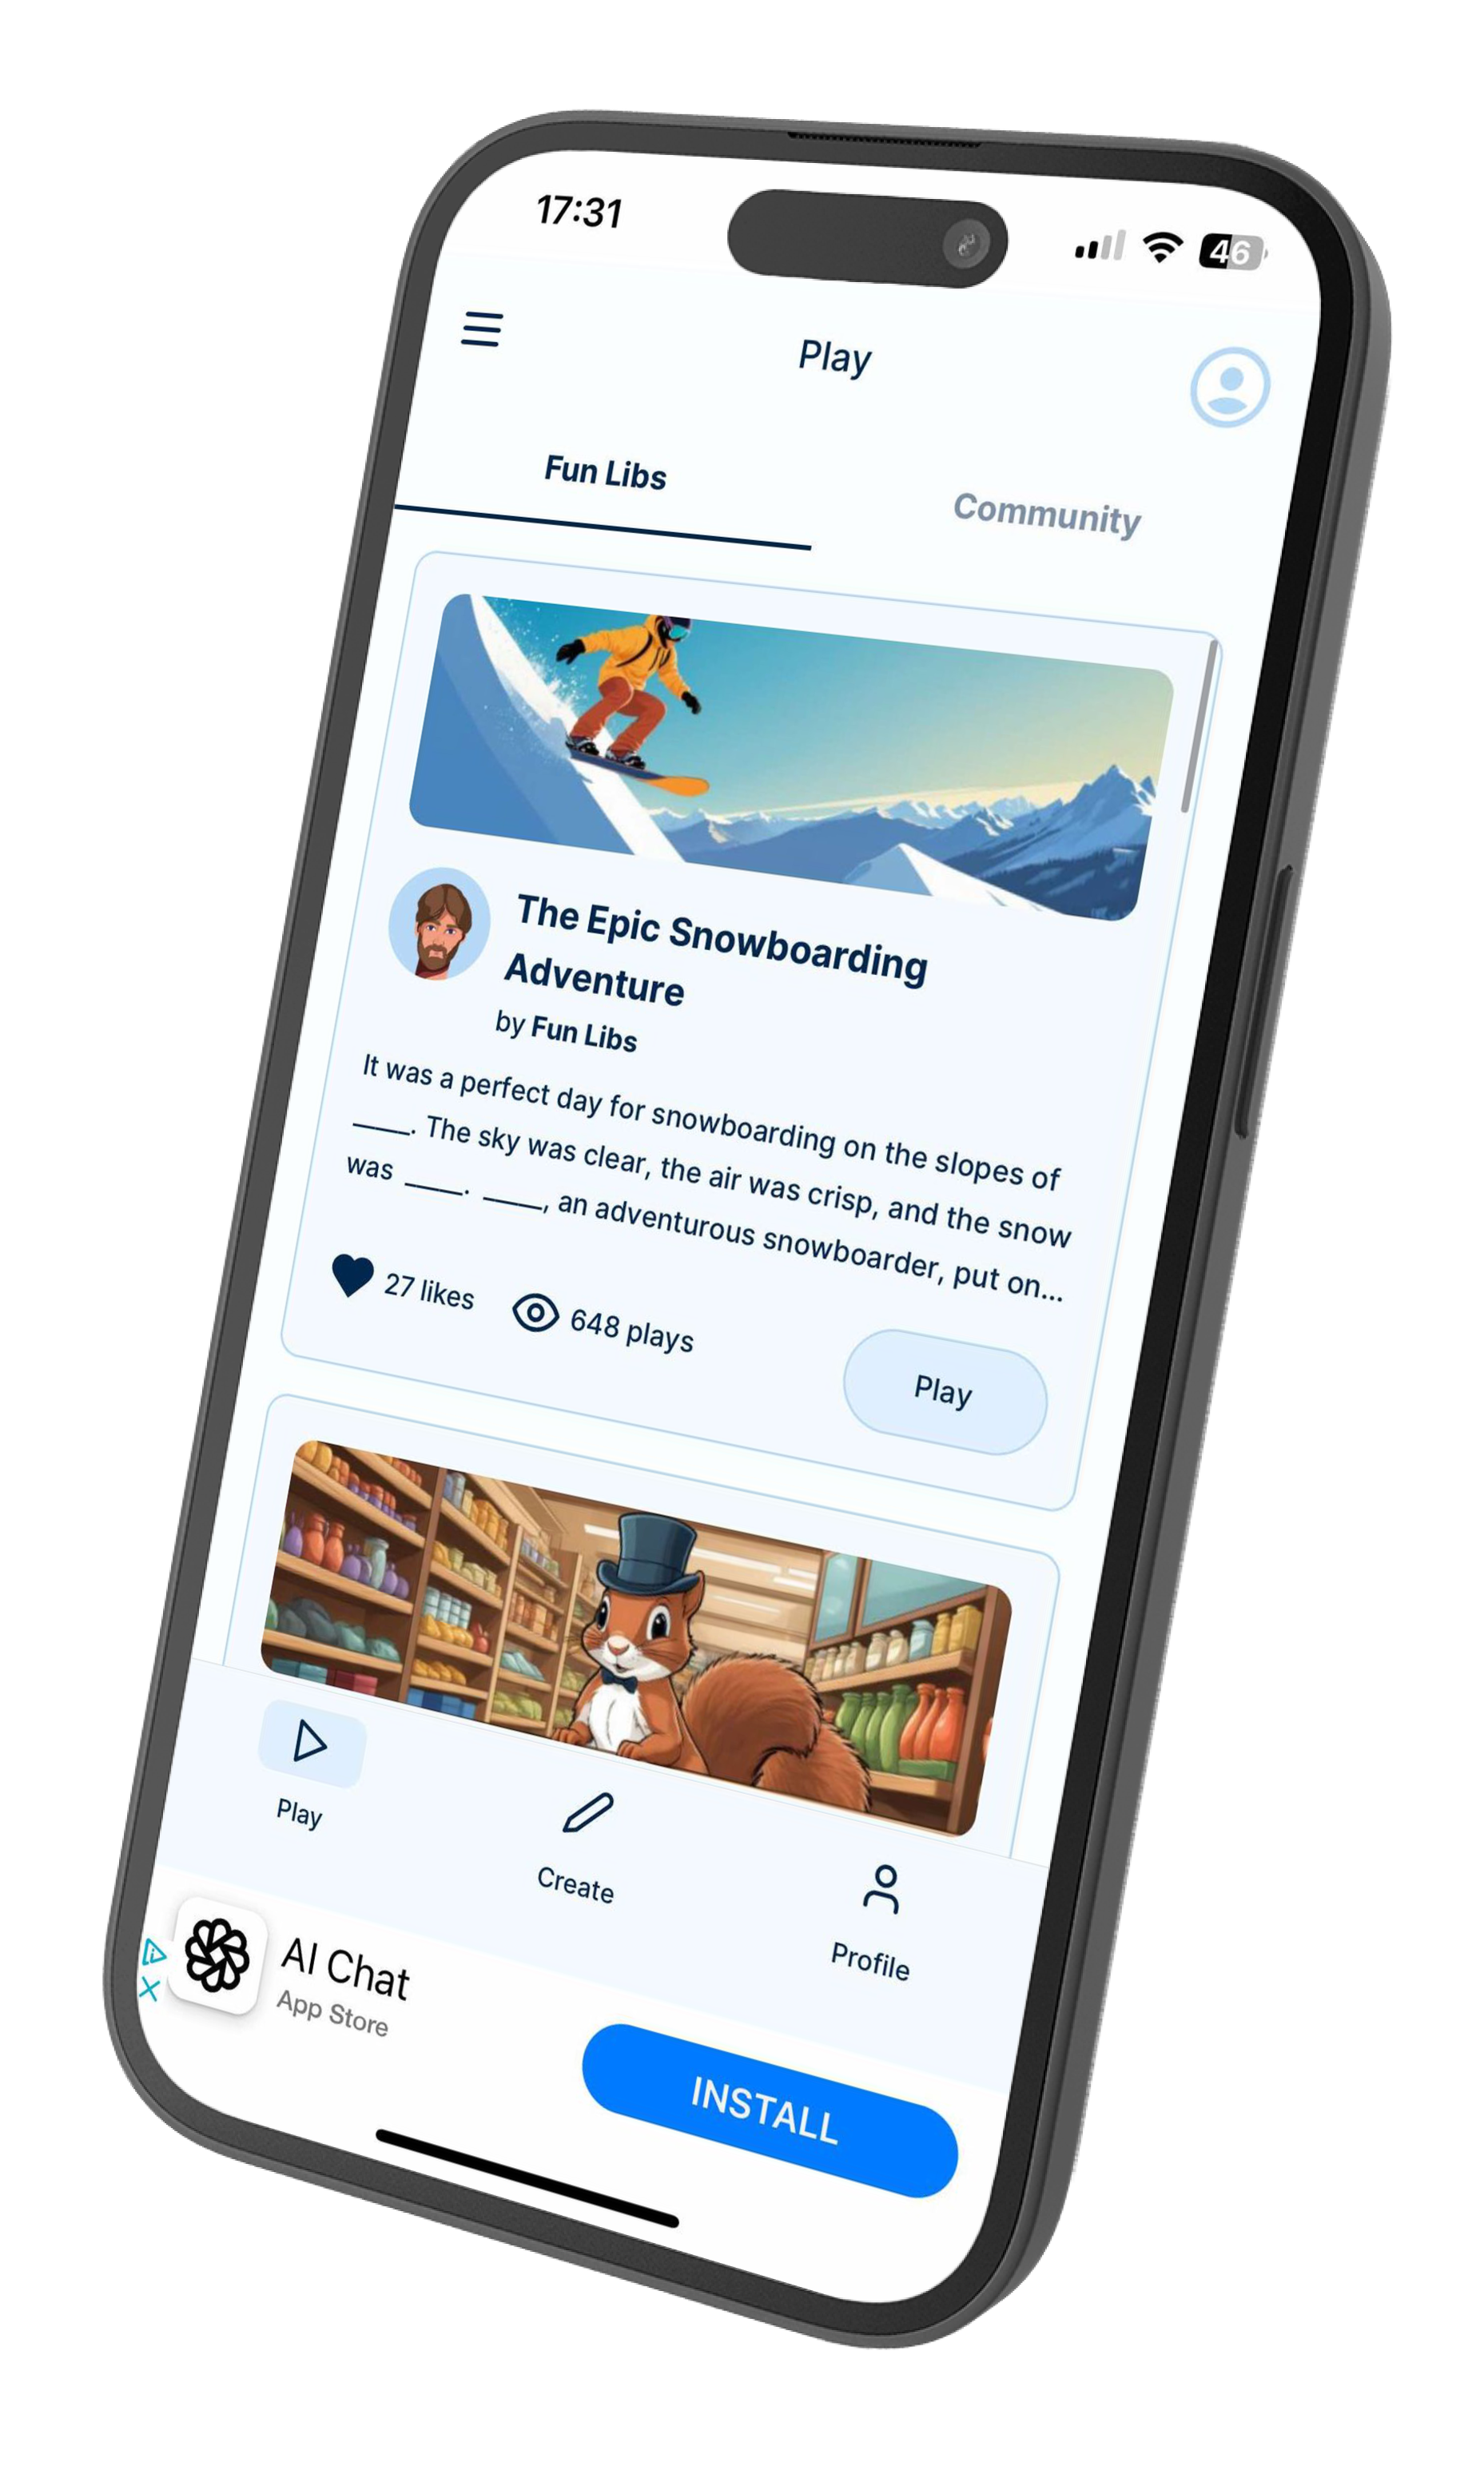 17:31
46
Play
Fun Libs
Community
The Epic Snowboarding
Adventure
by Fun Libs
It was a perfect day for snowboarding on the slopes of
____. The sky was clear, the air was crisp, and the snow
was ____. ____, an adventurous snowboarder, put on...
27 likes
648 plays
Play
Play
Create
Profile
AI Chat
App Store
INSTALL